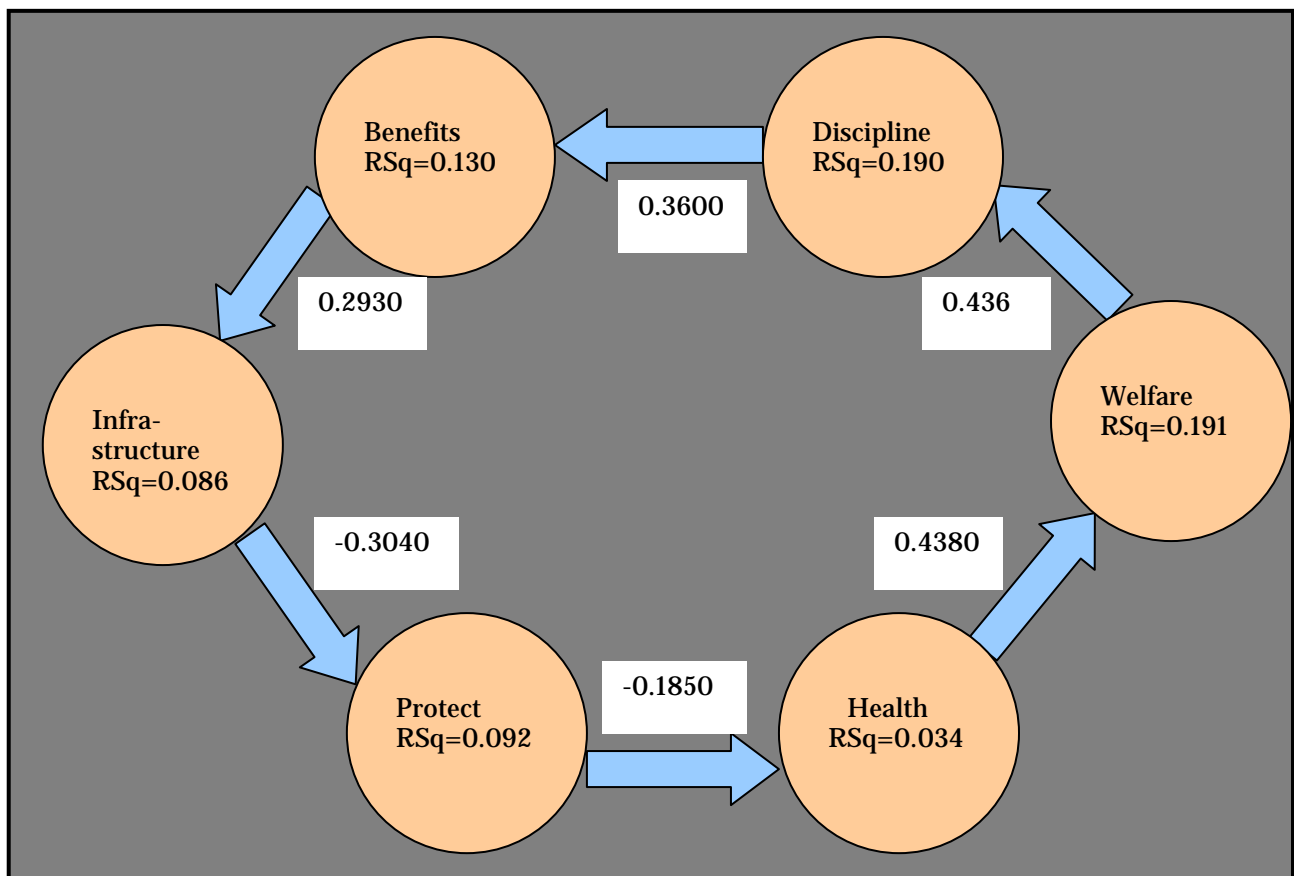 Benefits
RSq=0.130
Discipline
RSq=0.190
0.3600
0.2930
0.436
Welfare
RSq=0.191
Infra-
structure
RSq=0.086
-0.3040
0.4380
-0.1850
Protect
RSq=0.092
Health
RSq=0.034